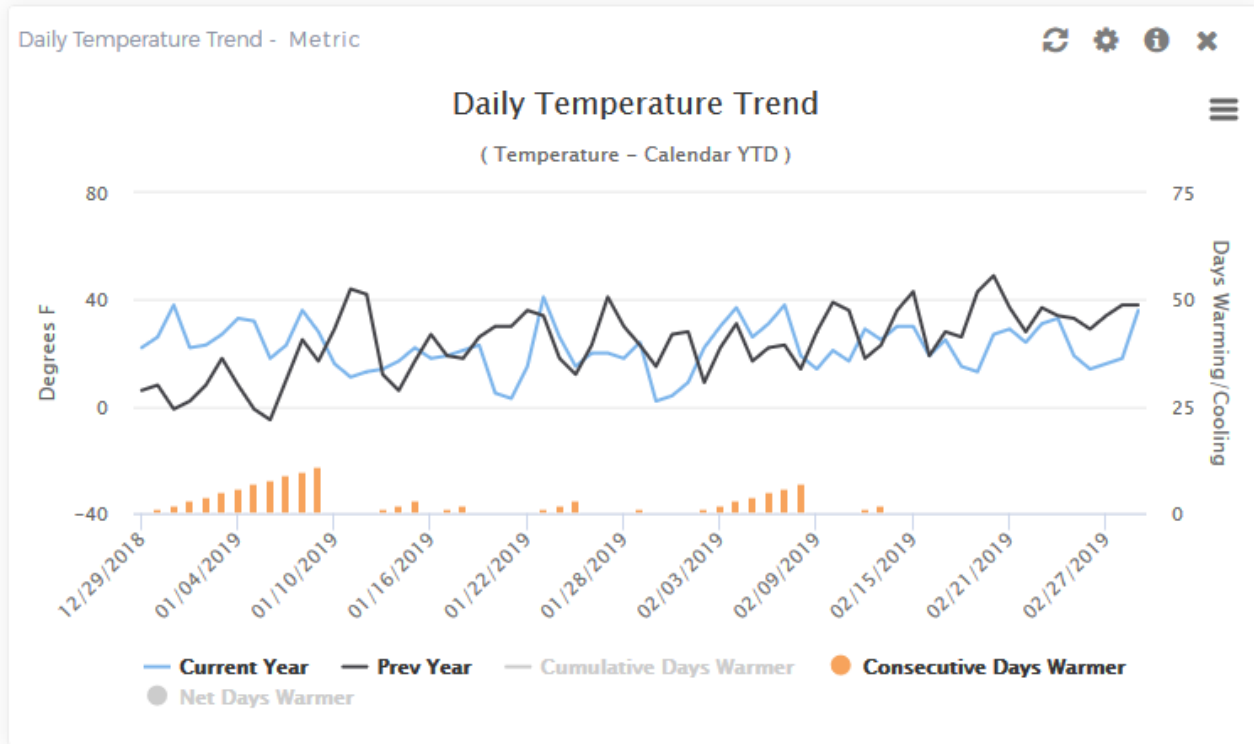 Daily Temperature Trend - Metric
Daily Temperature Trend
( Temperature – Calendar YTD )
80
75
40
50
Degrees F
Days Warming/Cooling
0
25
−40
0
12/29/2018
01/04/2019
01/10/2019
01/16/2019
01/22/2019
01/28/2019
02/03/2019
02/09/2019
02/15/2019
02/21/2019
02/27/2019
Current Year Prev Year Cumulative Days Warmer Consecutive Days Warmer
Net Days Warmer